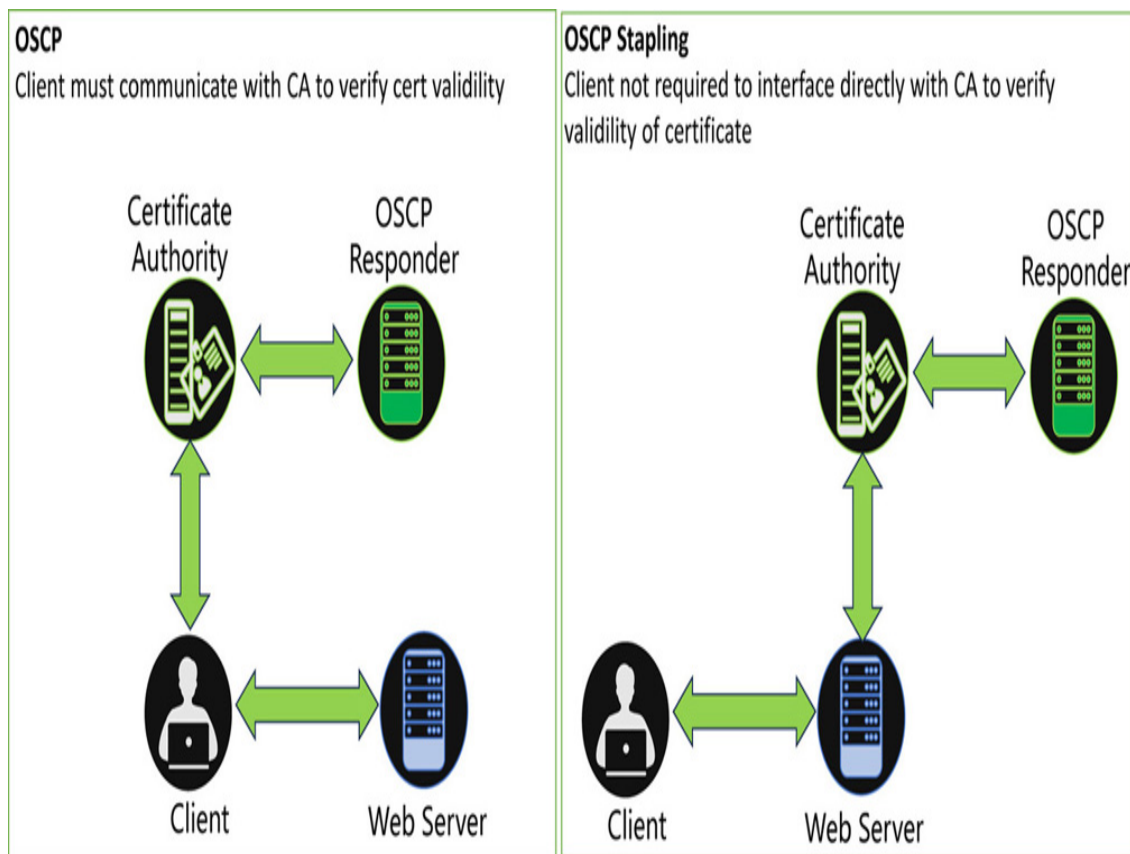 OSCP
Client must communicate with CA to verify cert validility
Certificate
Authority
OSCP
Responder
Client
Web Server
OSCP Stapling
Client not required to interface directly with CA to verify
validility of certificate
Certificate
Authority
OSCP
Responder
Client
Web Server